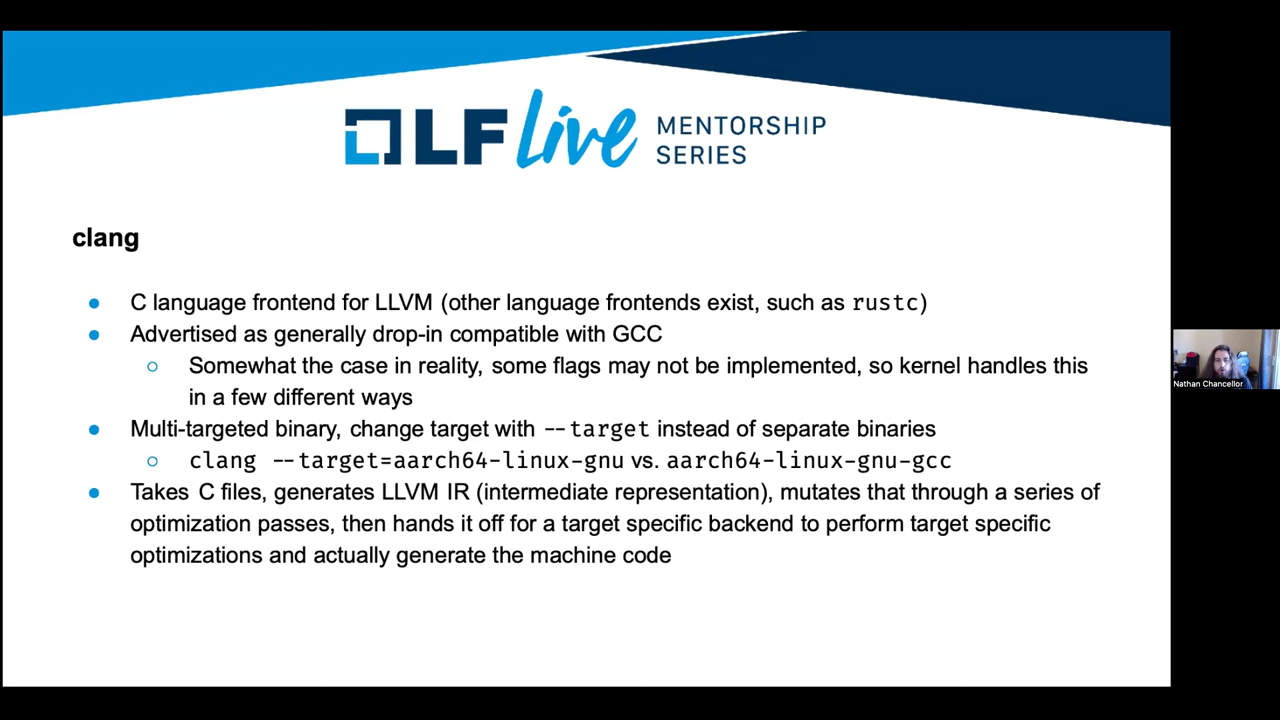 LF Live MENTORSHIP
SERIES
clang
● C language frontend for LLVM (other language frontends exist, such as rustc)
● Advertised as generally drop-in compatible with GCC
○ Somewhat the case in reality, some flags may not be implemented, so kernel handles this
in a few different ways
● Multi-targeted binary, change target with --target instead of separate binaries
○ clang --target=aarch64-linux-gnu vs. aarch64-linux-gnu-gcc
● Takes C files, generates LLVM IR (intermediate representation), mutates that through a series of
optimization passes, then hands it off for a target specific backend to perform target specific
optimizations and actually generate the machine code
Nathan Chancellor